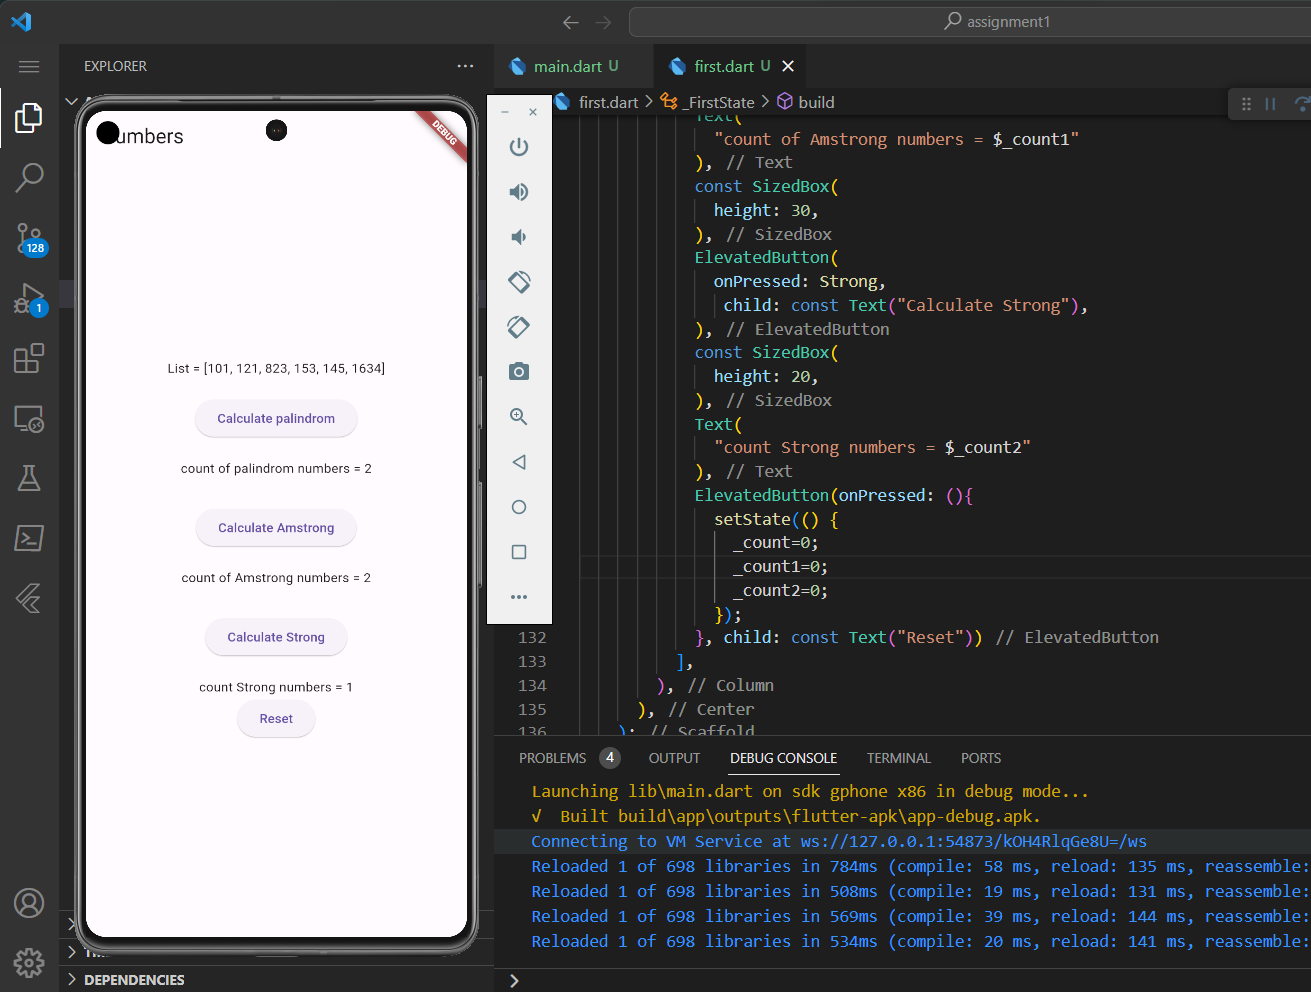 assignment1
EXPLORER
main.dart U
first.dart U
first.dart > _FirstState > build
umbers
DEBUG
List = [101, 121, 823, 153, 145, 1634]
Calculate palindrom
count of palindrom numbers = 2
Calculate Amstrong
count of Amstrong numbers = 2
Calculate Strong
count Strong numbers = 1
Reset
128
1
DEPENDENCIES
Text(
"count of Amstrong numbers = $_count1"
), // Text
const SizedBox(
height: 30,
), // SizedBox
ElevatedButton(
onPressed: Strong,
child: const Text("Calculate Strong"),
), // ElevatedButton
const SizedBox(
height: 20,
), // SizedBox
Text(
"count Strong numbers = $_count2"
), // Text
ElevatedButton(onPressed: (){
setState(() {
_count=0;
_count1=0;
_count2=0;
});
132 }, child: const Text("Reset")) // ElevatedButton
133 ],
134 ), // Column
135 ), // Center
136 ); // Scaffold
PROBLEMS 4 OUTPUT DEBUG CONSOLE TERMINAL PORTS
Launching lib\main.dart on sdk gphone x86 in debug mode...
√ Built build\app\outputs\flutter-apk\app-debug.apk.
Connecting to VM Service at ws://127.0.0.1:54873/kOH4RlqGe8U=/ws
Reloaded 1 of 698 libraries in 784ms (compile: 58 ms, reload: 135 ms, reassemble:
Reloaded 1 of 698 libraries in 508ms (compile: 19 ms, reload: 131 ms, reassemble:
Reloaded 1 of 698 libraries in 569ms (compile: 39 ms, reload: 144 ms, reassemble:
Reloaded 1 of 698 libraries in 534ms (compile: 20 ms, reload: 141 ms, reassemble: